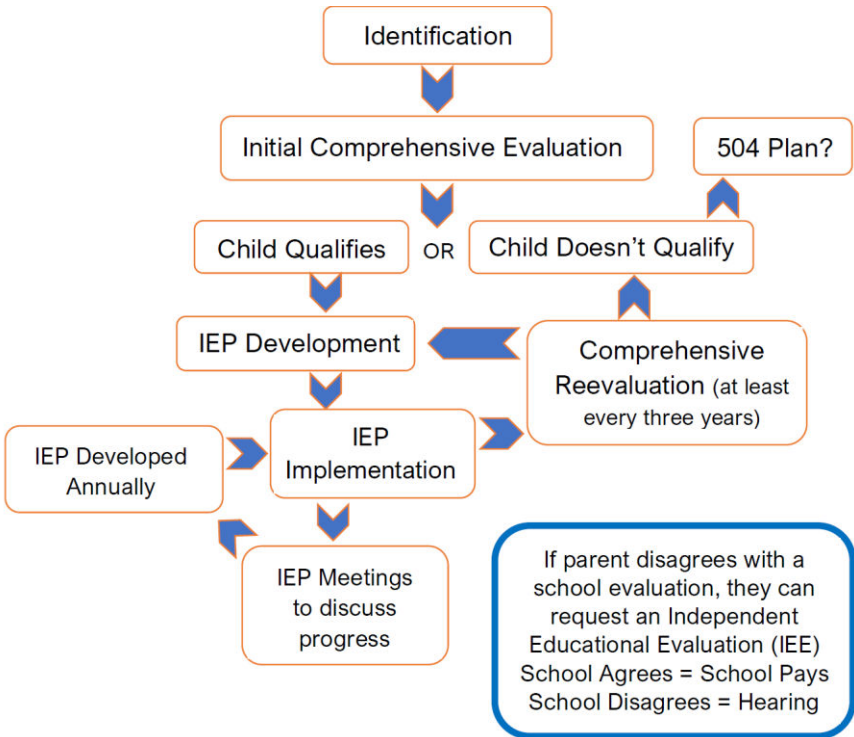 Identification
Initial Comprehensive Evaluation
504 Plan?
Child Qualifies
OR
Child Doesn’t Qualify
IEP Development
Comprehensive
Reevaluation (at least
every three years)
IEP Developed
Annually
IEP
Implementation
IEP Meetings
to discuss
progress
If parent disagrees with a
school evaluation, they can
request an Independent
Educational Evaluation (IEE)
School Agrees = School Pays
School Disagrees = Hearing